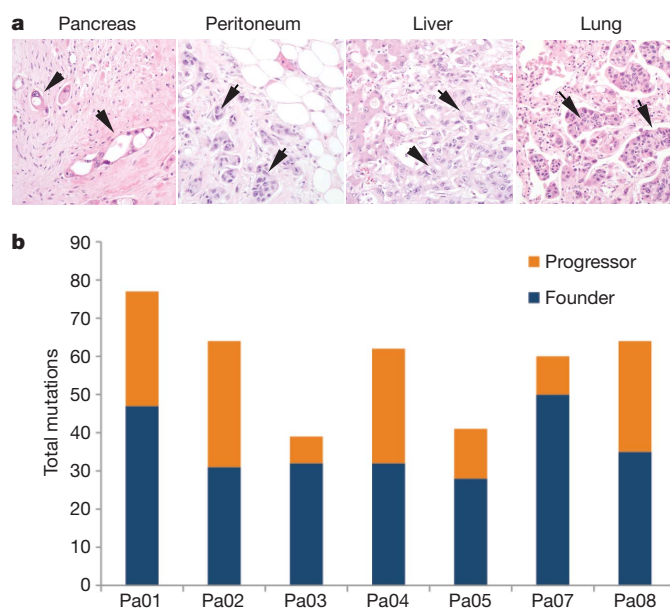 a Pancreas Peritoneum Liver Lung
b
90
80
70
60
50
40
30
20
10
0
Total mutations
Progressor
Founder
Pa01 Pa02 Pa03 Pa04 Pa05 Pa07 Pa08